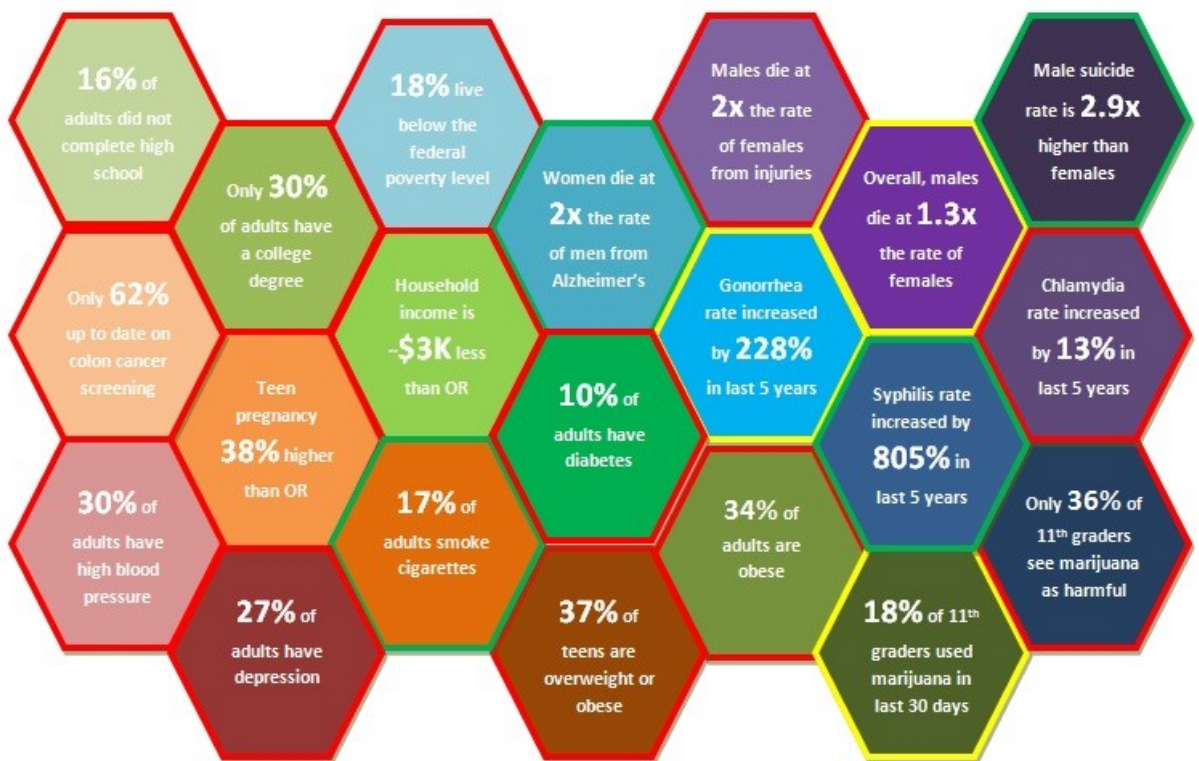 16% of
adults did not
complete high
school
Only 30%
of adults have
a college
degree
18% live
below the
federal
poverty level
Women die at
2x the rate
of men from
Alzheimer's
Males die at
2x the rate
of females
from injuries
Overall, males
die at 1.3x
the rate of
females
Male suicide
rate is 2.9x
higher than
females
Only 62%
up to date on
colon cancer
screening
Teen
pregnancy
38% higher
than OR
Household
income is
~$3K less
than OR
10% of
adults have
diabetes
Gonorrhea
rate increased
by 228%
in last 5 years
Syphilis rate
increased by
805% in
last 5 years
Chlamydia
rate increased
by 13% in
last 5 years
30% of
adults have
high blood
pressure
27% of
adults have
depression
17% of
adults smoke
cigarettes
37% of
teens are
overweight or
obese
34% of
adults are
obese
18% of 11th
graders used
marijuana in
last 30 days
Only 36% of
11th graders
see marijuana
as harmful